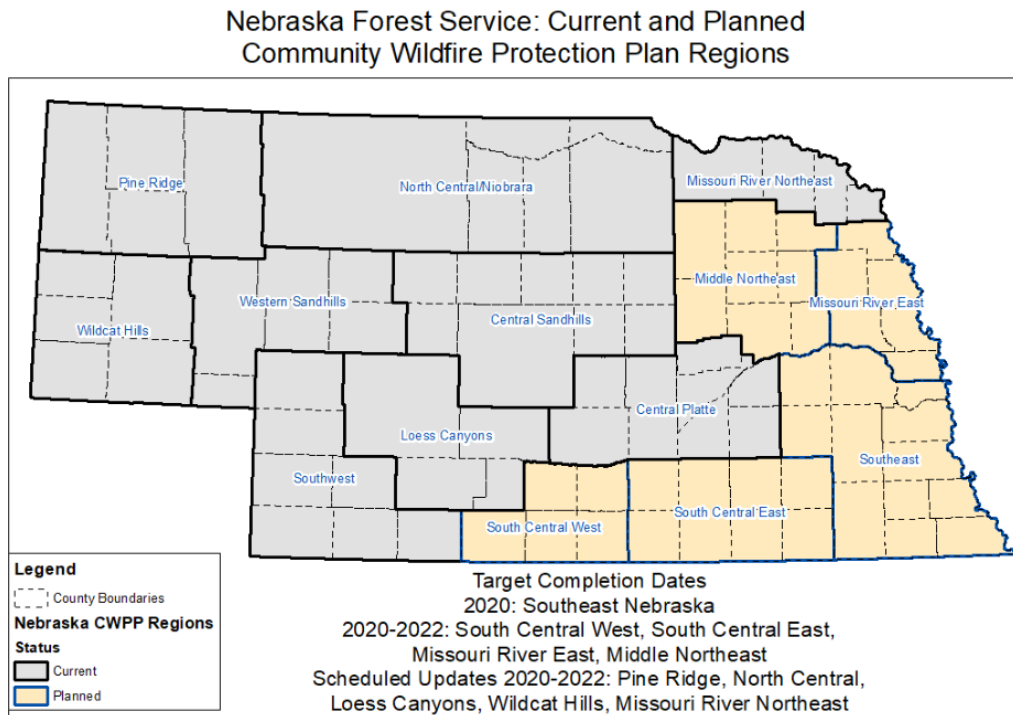 Nebraska Forest Service: Current and Planned
Community Wildfire Protection Plan Regions
Pine Ridge
North Central/Niobrara
Missouri River Northeast
Middle Northeast
Missouri River East
Western Sandhills
Central Sandhills
Wildcat Hills
Central Platte
Loess Canyons
Southeast
Southwest
South Central East
South Central West
Legend
County Boundaries
Nebraska CWPP Regions
Status
Current
Planned
Target Completion Dates
2020: Southeast Nebraska
2020-2022: South Central West, South Central East,
Missouri River East, Middle Northeast
Scheduled Updates 2020-2022: Pine Ridge, North Central,
Loess Canyons, Wildcat Hills, Missouri River Northeast